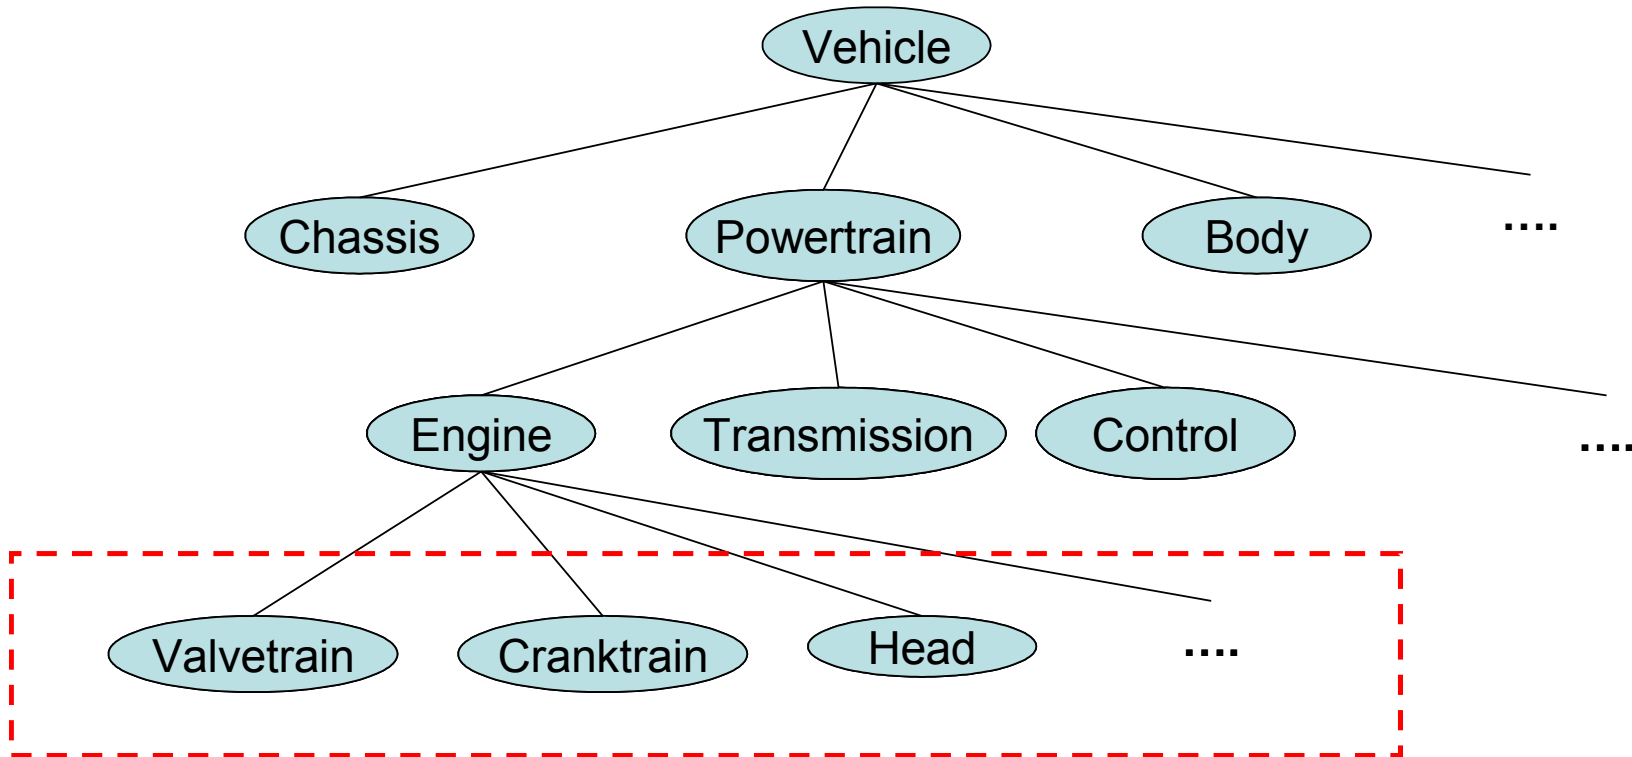 Vehicle
Chassis Powertrain Body ....
Engine Transmission Control ....
Valvetrain Cranktrain Head ....